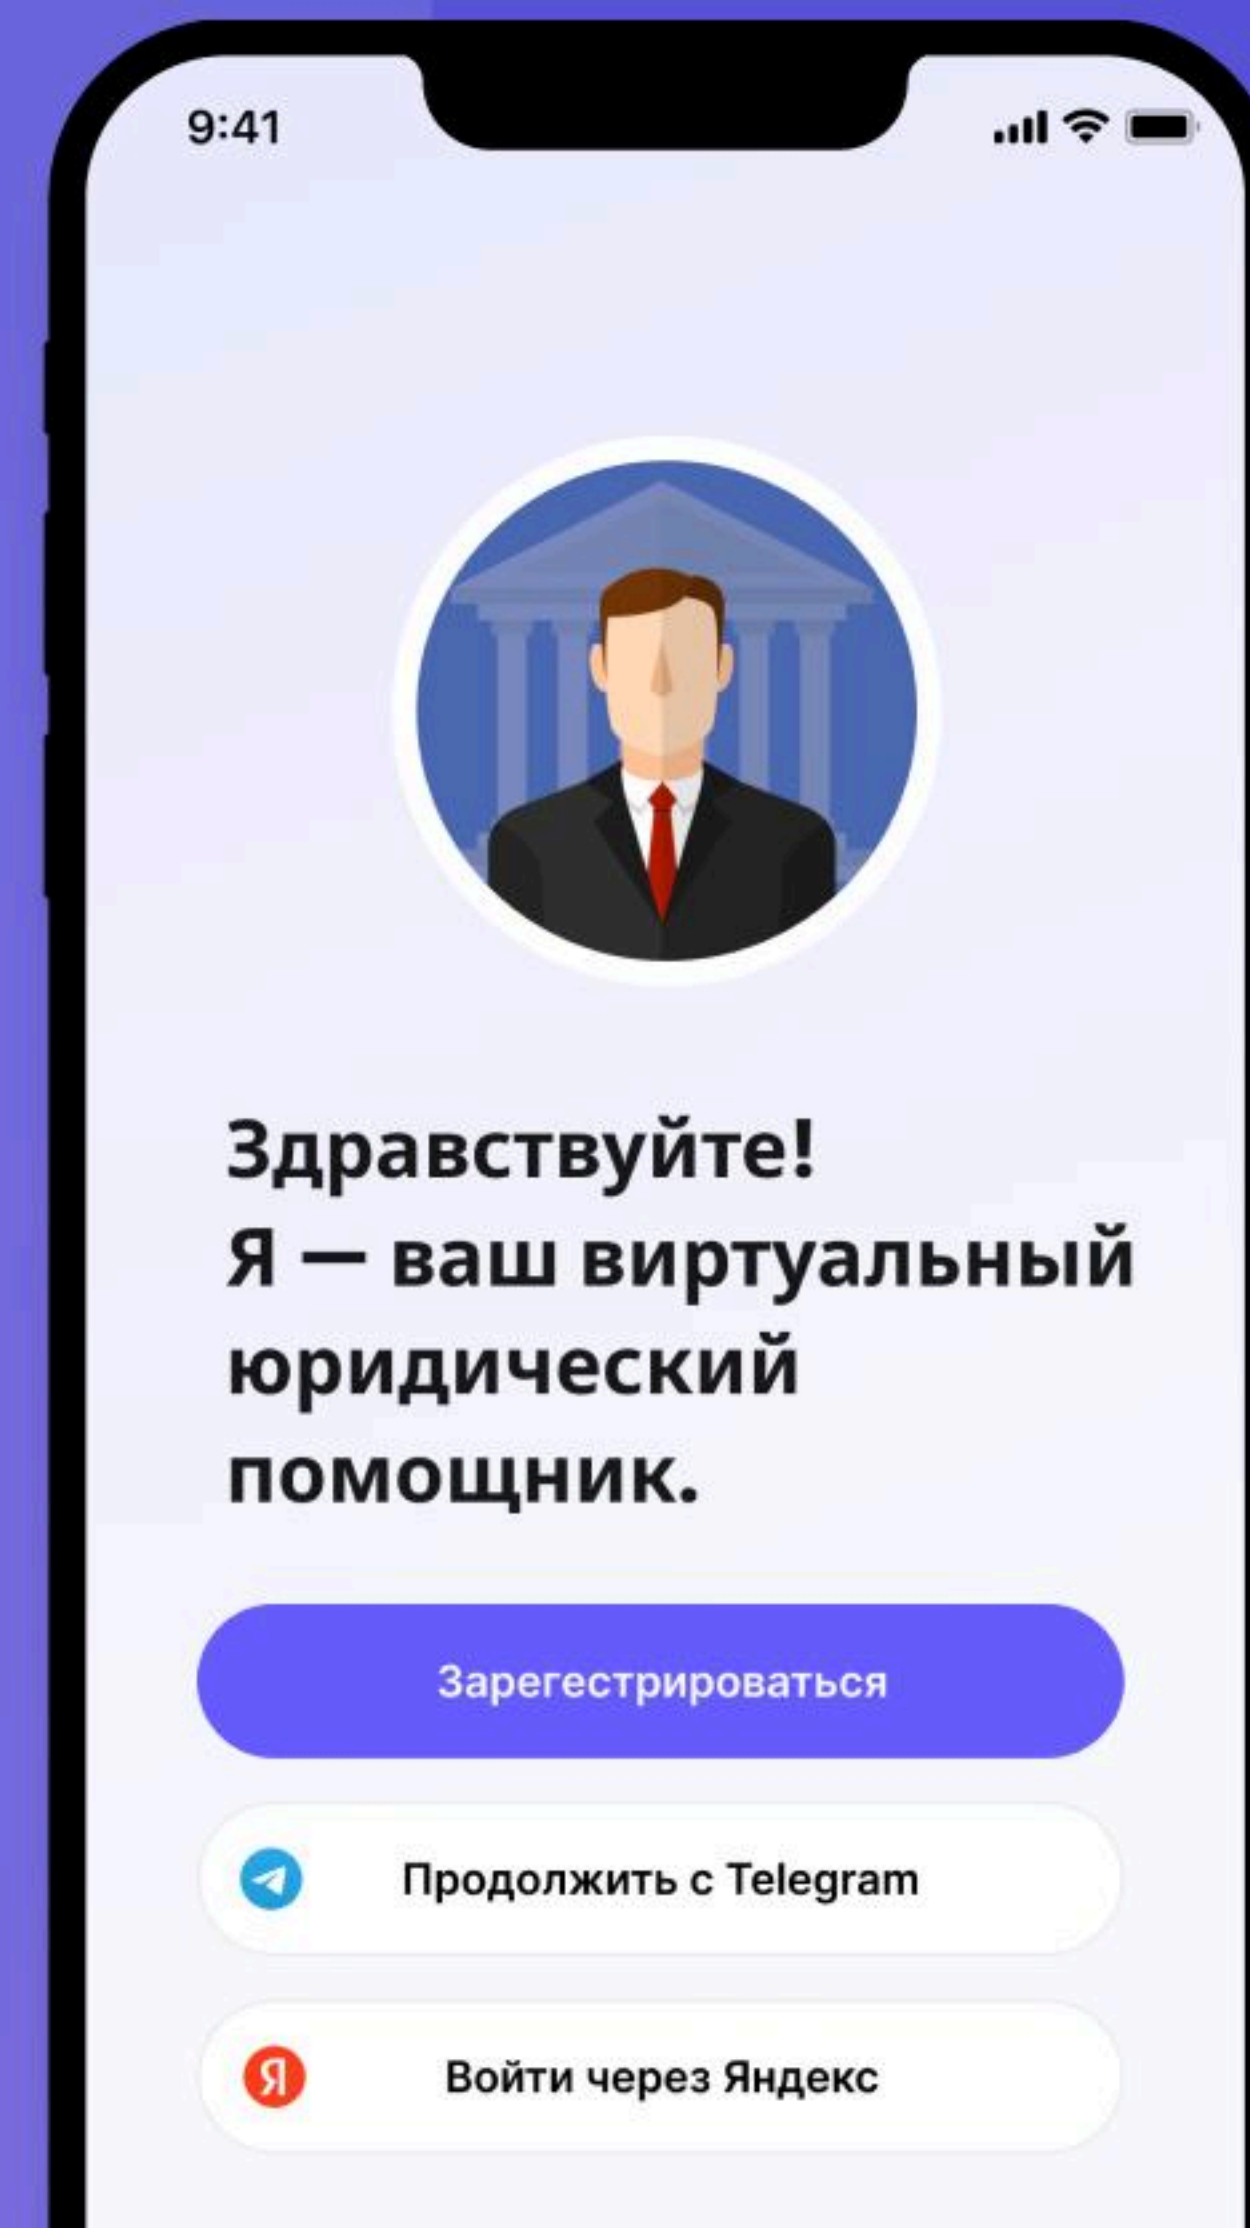 9:41
Здравствуйте!
Я — ваш виртуальный
юридический
помощник.
Зарегестрироваться
Продолжить с Telegram
Я
Войти через Яндекс